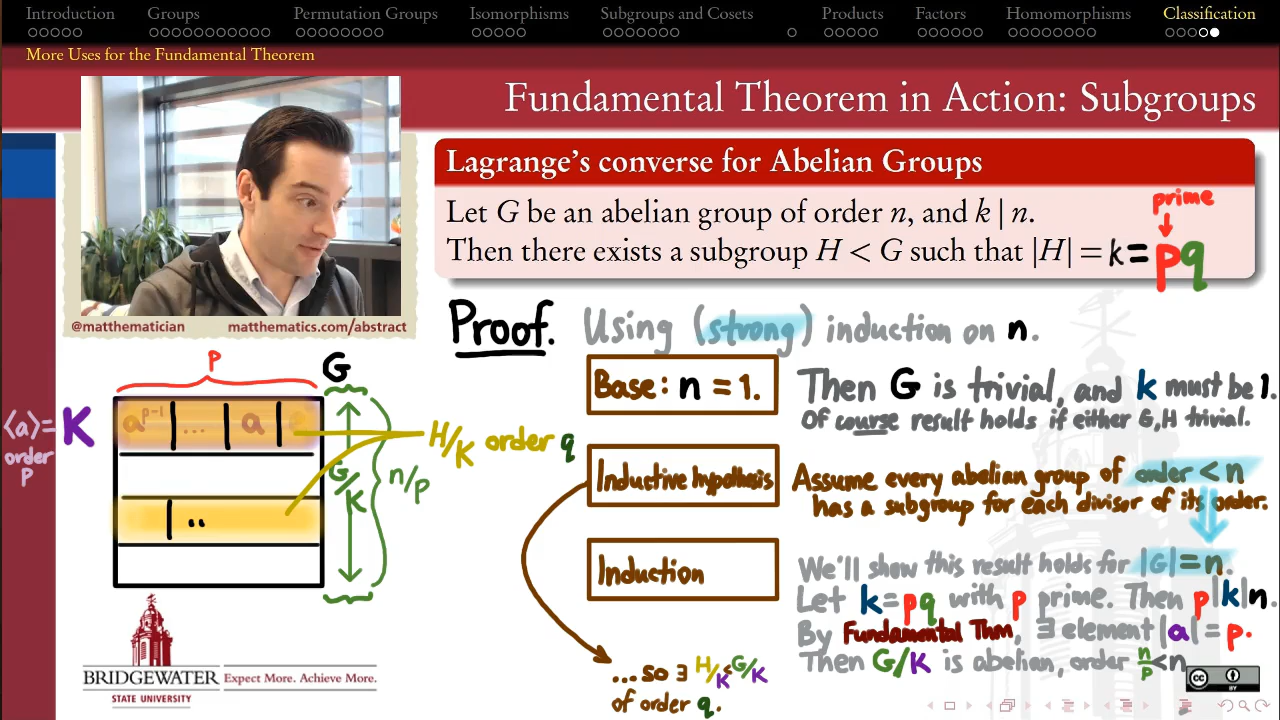 Introduction Groups Permutation Groups Isomorphisms Subgroups and Cosets Products Factors Homomorphisms Classification
More Uses for the Fundamental Theorem
Fundamental Theorem in Action: Subgroups
@matthematician matthematics.com/abstract
Lagrange's converse for Abelian Groups
Let G be an abelian group of order n, and k | n.
prime
Then there exists a subgroup H < G such that |H| = k = pq
Proof. Using (strong) induction on n.
Base: n = 1. Then G is trivial, and k must be 1.
Of course result holds if either G, H trivial.
Inductive hypothesis Assume every abelian group of order < n
has a subgroup for each divisor of its order.
Induction We'll show this result holds for |G| = n.
Let k = pq with p prime. Then p|k|n.
By Fundamental Thm, ∃ element |a| = p.
Then G/K is abelian, order n/p < n
...so ∃ H/K < G/K
of order q.
P
G
⟨a⟩ = K
order
P
a^{p-1} ... a
H/K order q
G/K
n/p
..
BRIDGEWATER
STATE UNIVERSITY
Expect More. Achieve More.
CC BY